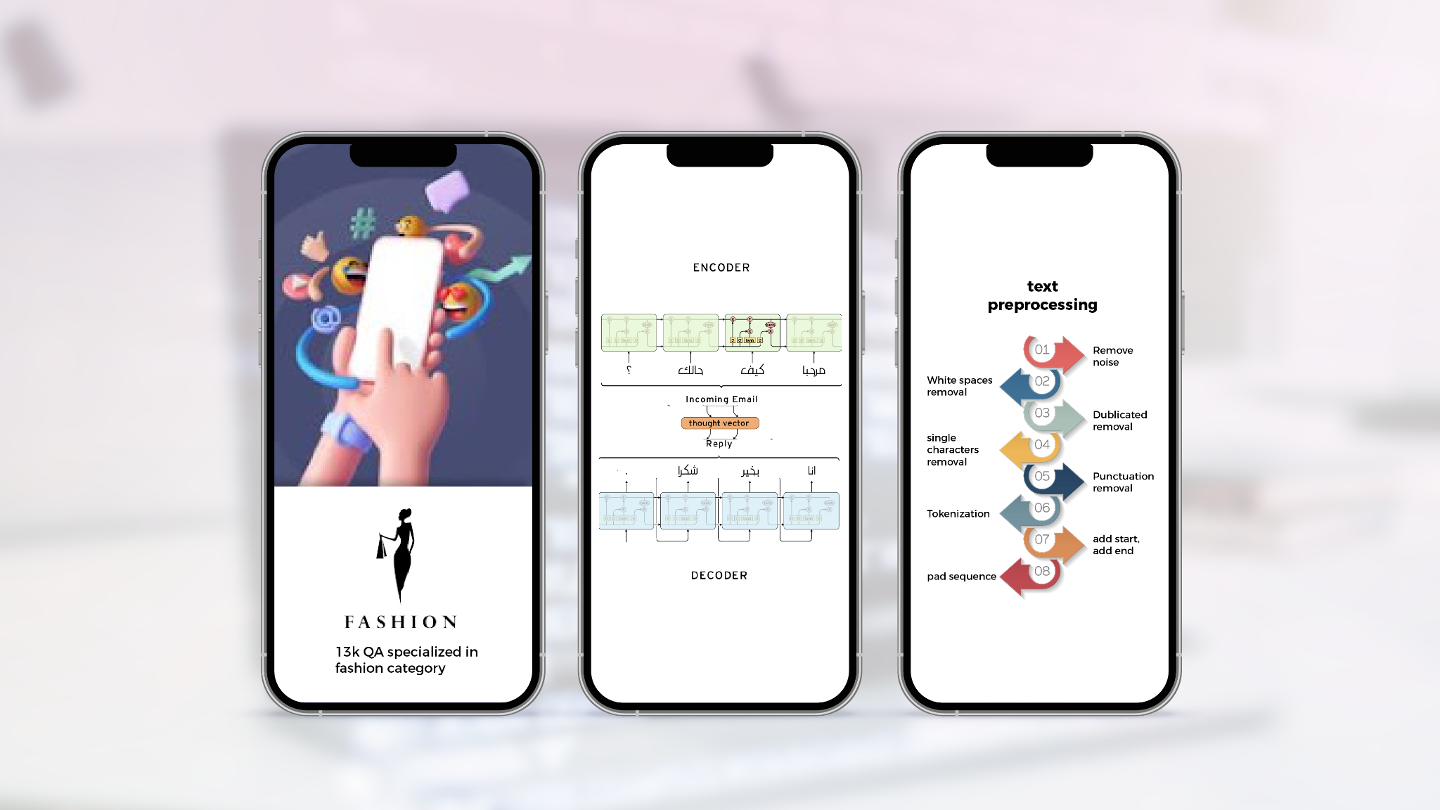 #
@
FASHION
13k QA specialized in
fashion category
ENCODER
؟ حالك كيف مرحبا
Incoming Email
thought vector
Reply
. شكرا بخير انا
DECODER
text
preprocessing
01
Remove
noise
White spaces
removal
02
03
Dublicated
removal
single
characters
removal
04
05
Punctuation
removal
Tokenization
06
07
add start,
add end
pad sequence
08